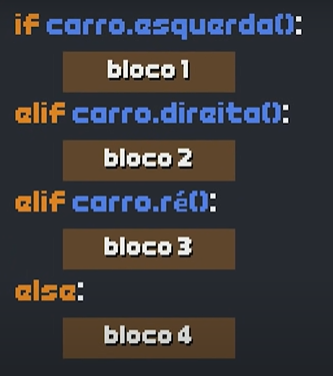 if carro.esquerda():
bloco 1
elif carro.direita():
bloco 2
elif carro.ré():
bloco 3
else:
bloco 4